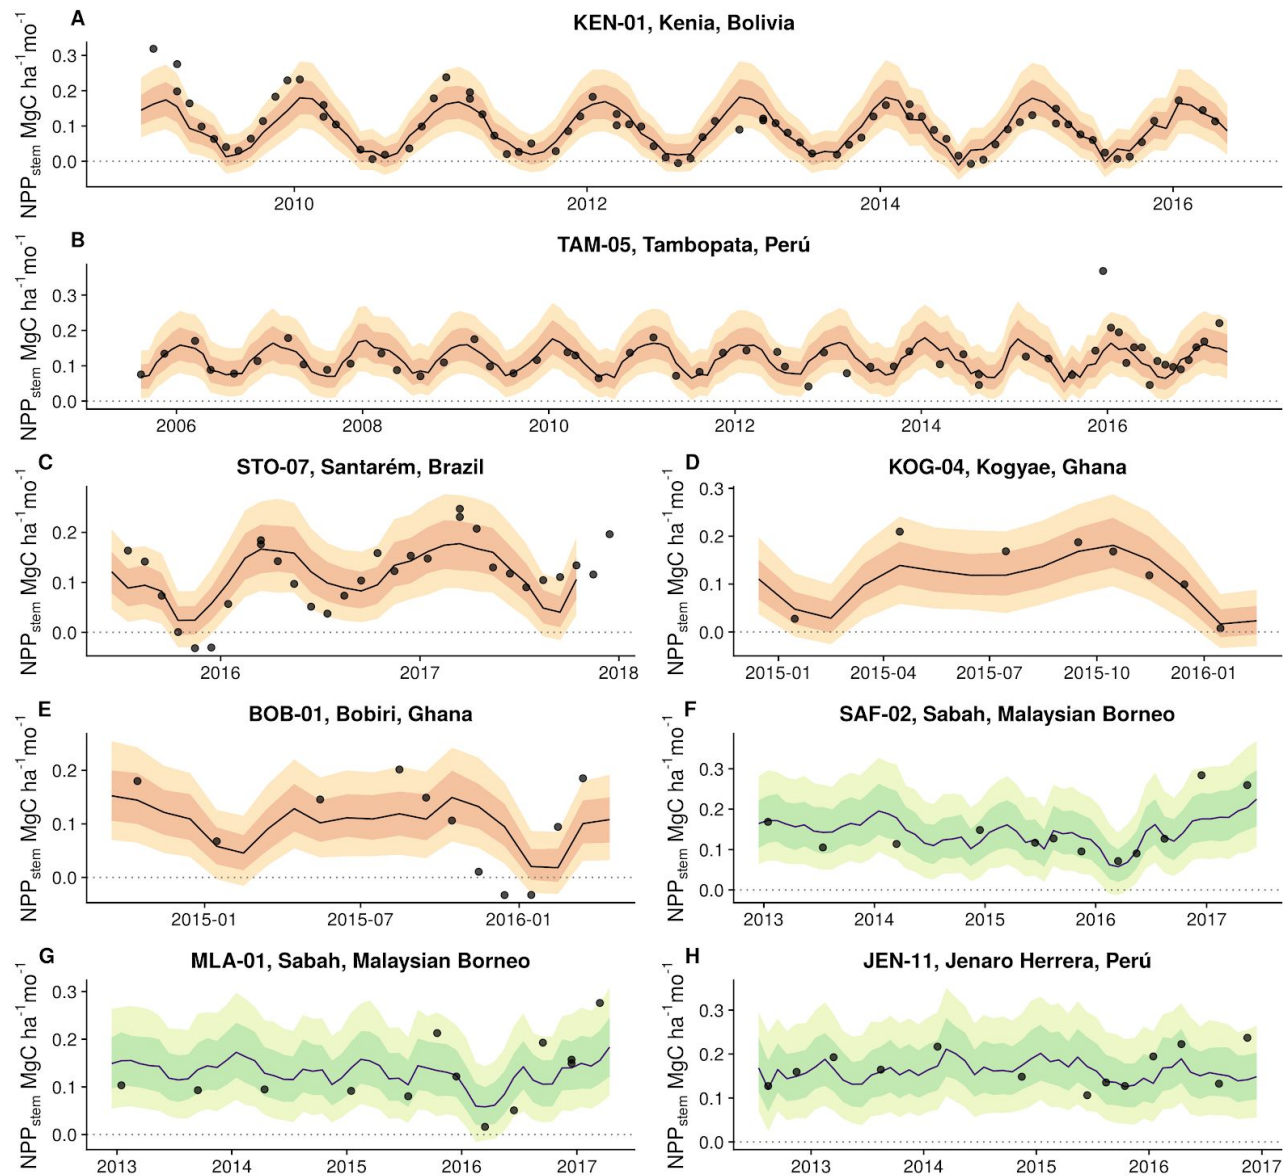 A
KEN-01, Kenia, Bolivia
NPPstem MgC ha-1mo-1
0.3
0.2
0.1
0.0
2010 2012 2014 2016
B
TAM-05, Tambopata, Perú
NPPstem MgC ha-1mo-1
0.3
0.2
0.1
0.0
2006 2008 2010 2012 2014 2016
C
STO-07, Santarém, Brazil
NPPstem MgC ha-1mo-1
0.2
0.1
0.0
2016 2017 2018
D
KOG-04, Kogyae, Ghana
NPPstem MgC ha-1mo-1
0.3
0.2
0.1
0.0
2015-01 2015-04 2015-07 2015-10 2016-01
E
BOB-01, Bobiri, Ghana
NPPstem MgC ha-1mo-1
0.2
0.1
0.0
2015-01 2015-07 2016-01
F
SAF-02, Sabah, Malaysian Borneo
NPPstem MgC ha-1mo-1
0.3
0.2
0.1
0.0
2013 2014 2015 2016 2017
G
MLA-01, Sabah, Malaysian Borneo
NPPstem MgC ha-1mo-1
0.3
0.2
0.1
0.0
2013 2014 2015 2016 2017
H
JEN-11, Jenaro Herrera, Perú
NPPstem MgC ha-1mo-1
0.3
0.2
0.1
0.0
2013 2014 2015 2016 2017